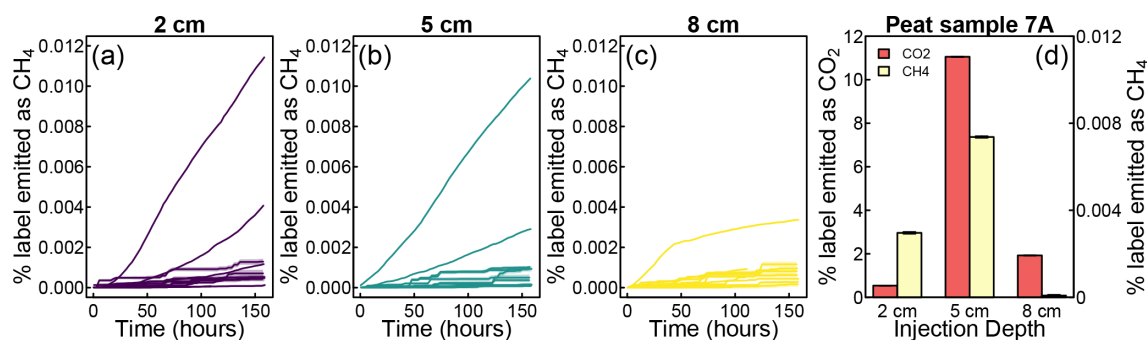 2 cm
(a)
% label emitted as CH4
0.012
0.010
0.008
0.006
0.004
0.002
0.000
0 50 100 150
Time (hours)
5 cm
(b)
% label emitted as CH4
0.012
0.010
0.008
0.006
0.004
0.002
0.000
0 50 100 150
Time (hours)
8 cm
(c)
% label emitted as CH4
0.012
0.010
0.008
0.006
0.004
0.002
0.000
0 50 100 150
Time (hours)
Peat sample 7A
(d)
CO2
CH4
% label emitted as CO2
12
10
8
6
4
2
0
2 cm 5 cm 8 cm
Injection Depth
0.012
0.008
0.004
0
% label emitted as CH4